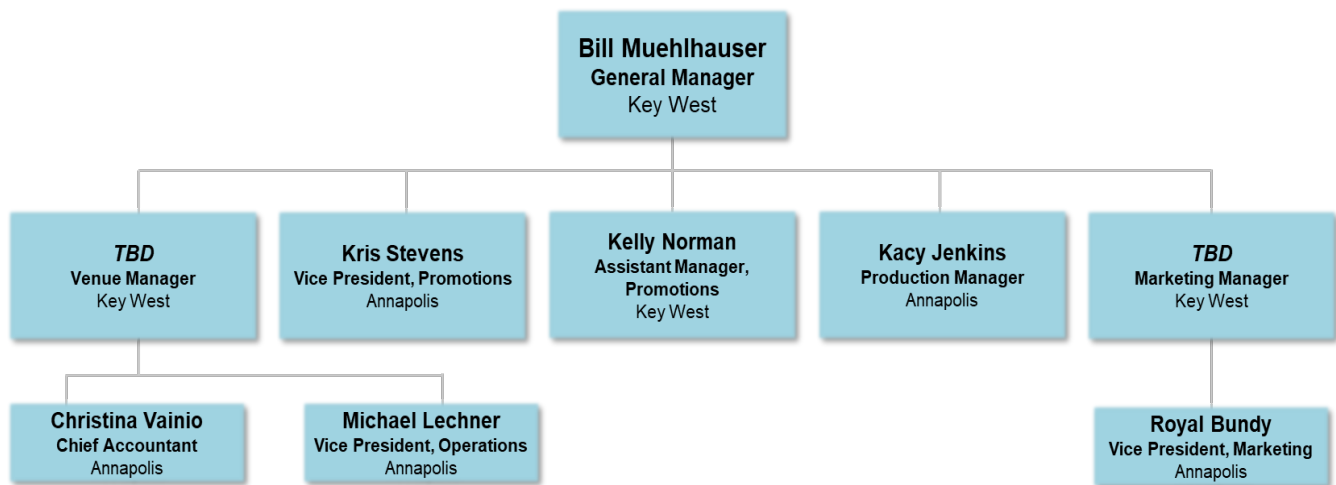 Bill Muehlhauser
General Manager
Key West
TBD
Venue Manager
Key West
Kris Stevens
Vice President, Promotions
Annapolis
Kelly Norman
Assistant Manager,
Promotions
Key West
Kacy Jenkins
Production Manager
Annapolis
TBD
Marketing Manager
Key West
Christina Vainio
Chief Accountant
Annapolis
Michael Lechner
Vice President, Operations
Annapolis
Royal Bundy
Vice President, Marketing
Annapolis